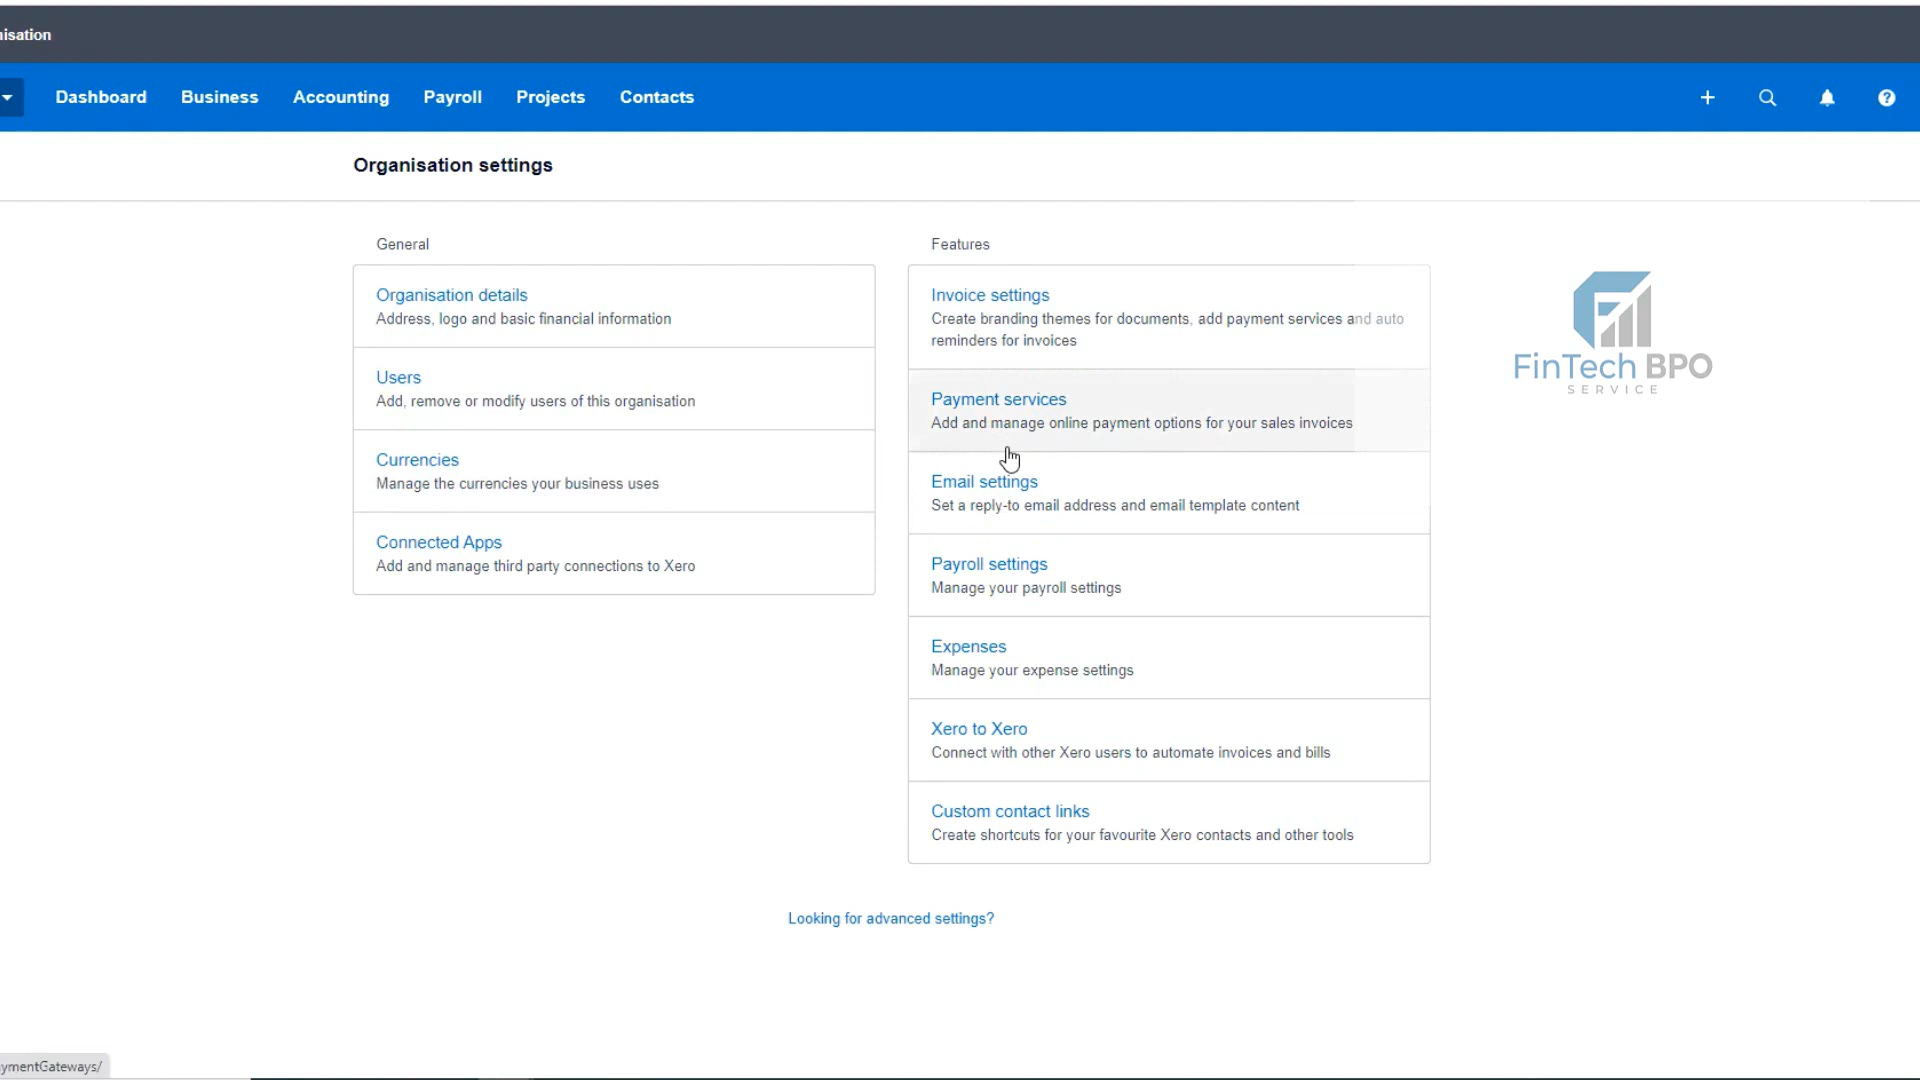 nisation
Dashboard
Business
Accounting
Payroll
Projects
Contacts
Organisation settings
General
Organisation details
Address, logo and basic financial information
Users
Add, remove or modify users of this organisation
Currencies
Manage the currencies your business uses
Connected Apps
Add and manage third party connections to Xero
Features
Invoice settings
Create branding themes for documents, add payment services and auto
reminders for invoices
Payment services
Add and manage online payment options for your sales invoices
Email settings
Set a reply-to email address and email template content
Payroll settings
Manage your payroll settings
Expenses
Manage your expense settings
Xero to Xero
Connect with other Xero users to automate invoices and bills
Custom contact links
Create shortcuts for your favourite Xero contacts and other tools
FinTech BPO
SERVICE
Looking for advanced settings?
ymentGateways/